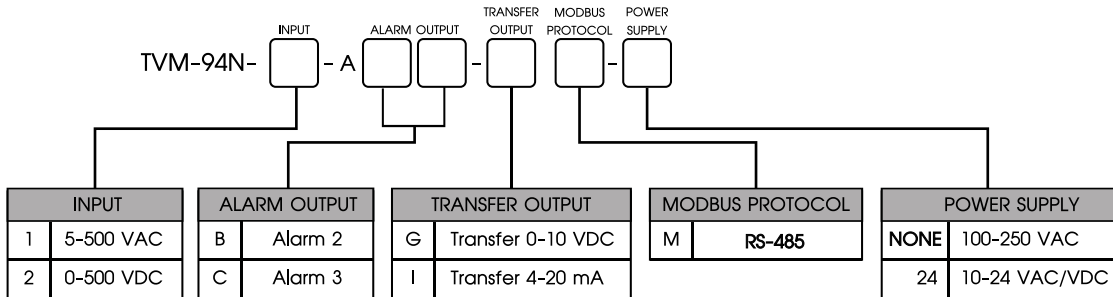 INPUT
ALARM OUTPUT
TRANSFER
OUTPUT
MODBUS
PROTOCOL
POWER
SUPPLY
TVM-94N- - A - -
INPUT
1 5-500 VAC
2 0-500 VDC
ALARM OUTPUT
B Alarm 2
C Alarm 3
TRANSFER OUTPUT
G Transfer 0-10 VDC
I Transfer 4-20 mA
MODBUS PROTOCOL
M RS-485
POWER SUPPLY
NONE 100-250 VAC
24 10-24 VAC/VDC